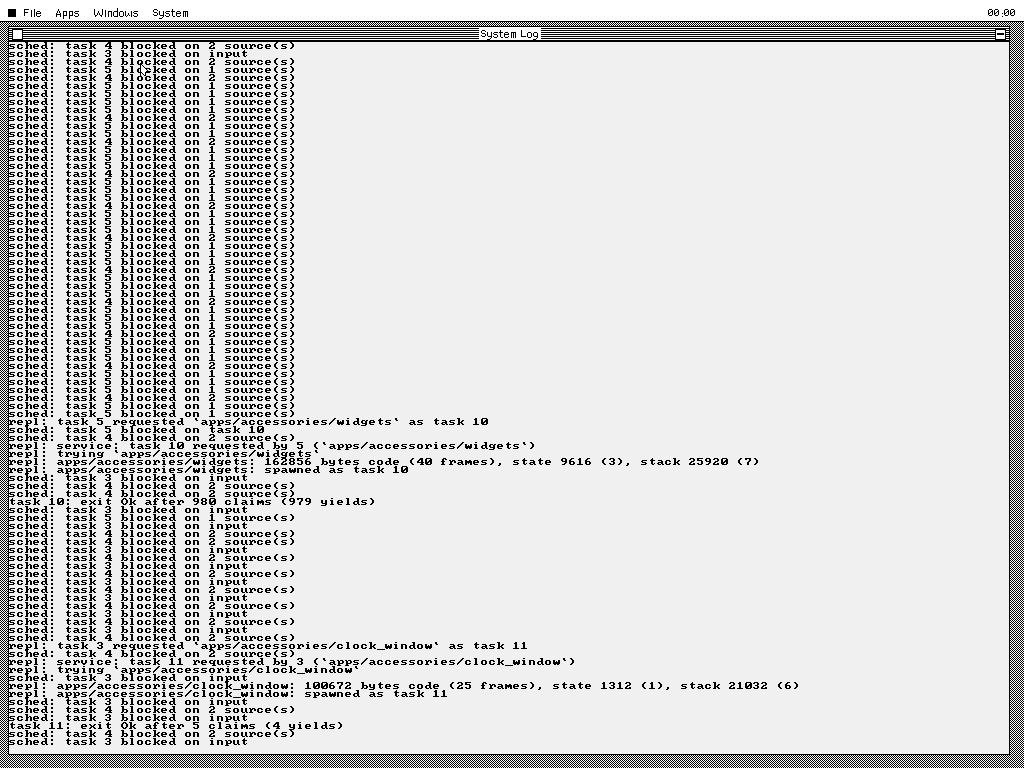 File Apps Windows System 00.00
System Log
sched: task 4 blocked on 2 source(s)
sched: task 3 blocked on input
sched: task 4 blocked on 2 source(s)
sched: task 5 blocked on 1 source(s)
sched: task 4 blocked on 2 source(s)
sched: task 5 blocked on 1 source(s)
sched: task 5 blocked on 1 source(s)
sched: task 5 blocked on 1 source(s)
sched: task 5 blocked on 1 source(s)
sched: task 4 blocked on 2 source(s)
sched: task 5 blocked on 1 source(s)
sched: task 5 blocked on 1 source(s)
sched: task 4 blocked on 2 source(s)
sched: task 5 blocked on 1 source(s)
sched: task 5 blocked on 1 source(s)
sched: task 5 blocked on 1 source(s)
sched: task 4 blocked on 2 source(s)
sched: task 5 blocked on 1 source(s)
sched: task 5 blocked on 1 source(s)
sched: task 5 blocked on 1 source(s)
sched: task 4 blocked on 2 source(s)
sched: task 5 blocked on 1 source(s)
sched: task 5 blocked on 1 source(s)
sched: task 5 blocked on 1 source(s)
sched: task 4 blocked on 2 source(s)
sched: task 5 blocked on 1 source(s)
sched: task 5 blocked on 1 source(s)
sched: task 5 blocked on 1 source(s)
sched: task 4 blocked on 2 source(s)
sched: task 5 blocked on 1 source(s)
sched: task 5 blocked on 1 source(s)
sched: task 5 blocked on 1 source(s)
sched: task 4 blocked on 2 source(s)
sched: task 5 blocked on 1 source(s)
sched: task 5 blocked on 1 source(s)
sched: task 5 blocked on 1 source(s)
sched: task 4 blocked on 2 source(s)
sched: task 5 blocked on 1 source(s)
sched: task 5 blocked on 1 source(s)
sched: task 5 blocked on 1 source(s)
sched: task 4 blocked on 2 source(s)
sched: task 5 blocked on 1 source(s)
sched: task 5 blocked on 1 source(s)
sched: task 5 blocked on 1 source(s)
sched: task 4 blocked on 2 source(s)
sched: task 5 blocked on 1 source(s)
sched: task 5 blocked on 1 source(s)
repl: task 5 requested `apps/accessories/widgets` as task 10
sched: task 5 blocked on task 10
sched: task 4 blocked on 2 source(s)
repl: service: task 10 requested by 5 (`apps/accessories/widgets`)
repl: trying `apps/accessories/widgets`
repl: apps/accessories/widgets: 162856 bytes code (40 frames), state 9616 (3), stack 25920 (7)
repl: apps/accessories/widgets: spawned as task 10
sched: task 3 blocked on input
sched: task 4 blocked on 2 source(s)
sched: task 4 blocked on 2 source(s)
task 10: exit Ok after 980 claims (979 yields)
sched: task 3 blocked on input
sched: task 5 blocked on 1 source(s)
sched: task 3 blocked on input
sched: task 4 blocked on 2 source(s)
sched: task 4 blocked on 2 source(s)
sched: task 3 blocked on input
sched: task 4 blocked on 2 source(s)
sched: task 3 blocked on input
sched: task 4 blocked on 2 source(s)
sched: task 3 blocked on input
sched: task 4 blocked on 2 source(s)
sched: task 3 blocked on input
sched: task 4 blocked on 2 source(s)
sched: task 3 blocked on input
sched: task 4 blocked on 2 source(s)
sched: task 3 blocked on input
sched: task 4 blocked on 2 source(s)
repl: task 3 requested `apps/accessories/clock_window` as task 11
sched: task 4 blocked on 2 source(s)
repl: service: task 11 requested by 3 (`apps/accessories/clock_window`)
repl: trying `apps/accessories/clock_window`
sched: task 3 blocked on input
repl: apps/accessories/clock_window: 100672 bytes code (25 frames), state 1312 (1), stack 21032 (6)
repl: apps/accessories/clock_window: spawned as task 11
sched: task 3 blocked on input
sched: task 4 blocked on 2 source(s)
sched: task 3 blocked on input
task 11: exit Ok after 5 claims (4 yields)
sched: task 4 blocked on 2 source(s)
sched: task 3 blocked on input